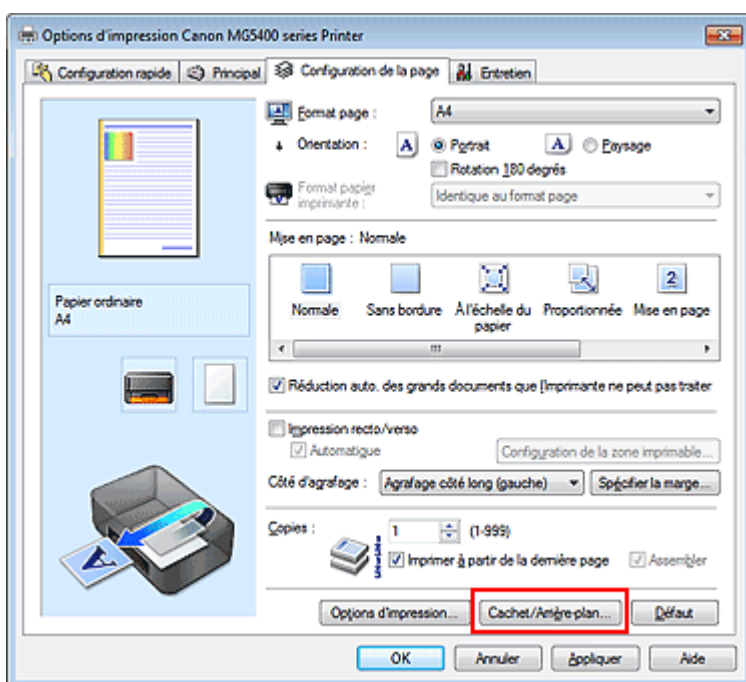 Options d'impression Canon MG5400 series Printer
Configuration rapide
Principal
Configuration de la page
Entretien
Format page :
A4
Orientation :
A
Portrait
A
Paysage
Rotation 180 degrés
Format papier
imprimante :
Identique au format page
Mise en page : Normale
2
Normale
Sans bordure
À l'échelle du
papier
Proportionnée
Mise en page
Papier ordinaire
A4
Réduction auto. des grands documents que l'imprimante ne peut pas traiter
Impression recto/verso
Automatique
Configuration de la zone imprimable...
Côté d'agrafage :
Agrafage côté long (gauche)
Spécifier la marge...
Copies :
1
(1-999)
Imprimer à partir de la dernière page
Assembler
A
Options d'impression...
Cachet/Arrière-plan...
Défaut
OK
Annuler
Appliquer
Aide